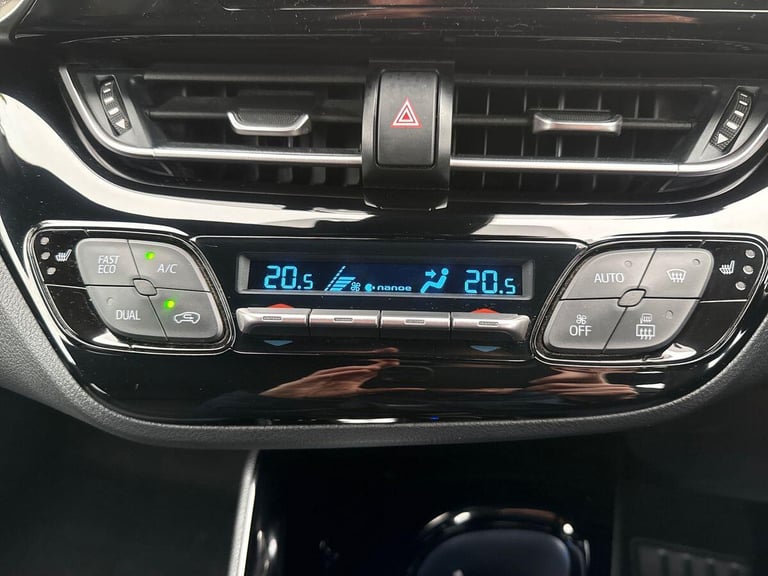 FAST
ECO
A/C
DUAL
20.5
nanoe
20.5
AUTO
OFF